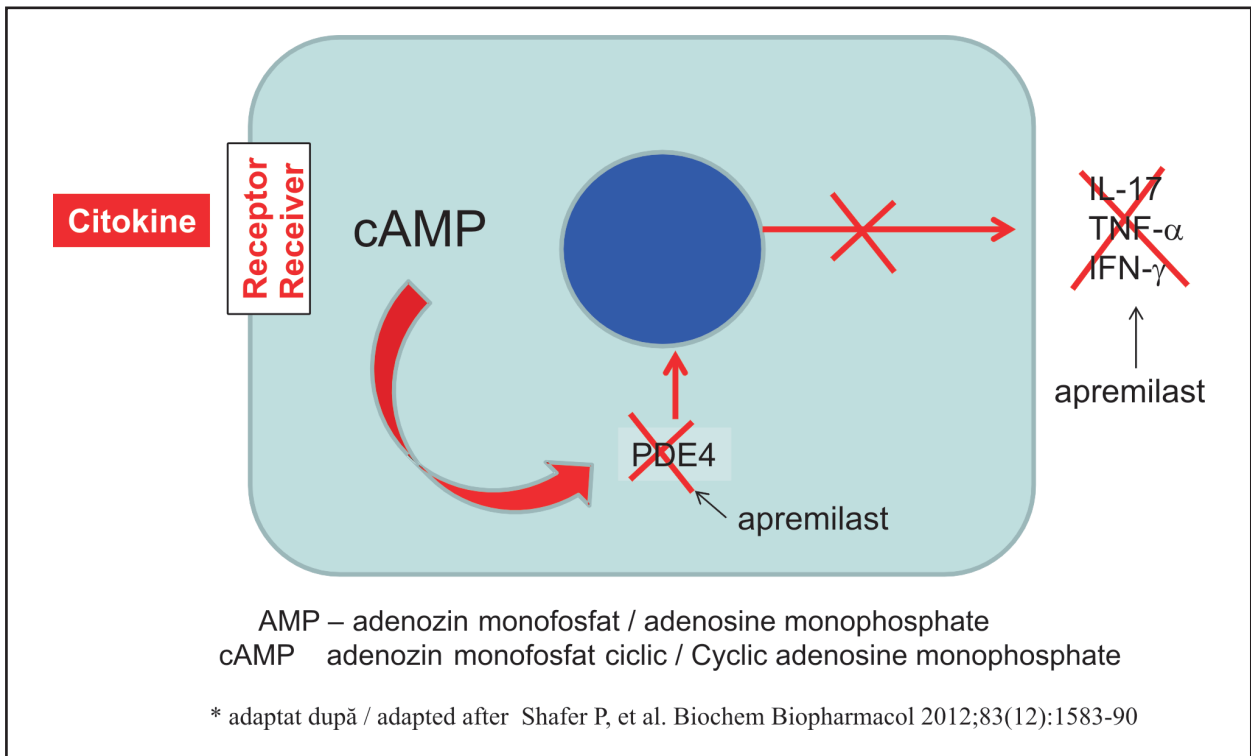 Citokine
Receptor
Receiver
cAMP
IL-17
TNF-α
IFN-γ
apremilast
PDE4
apremilast
AMP – adenozin monofosfat / adenosine monophosphate
cAMP adenozin monofosfat ciclic / Cyclic adenosine monophosphate
* adaptat după / adapted after Shafer P, et al. Biochem Biopharmacol 2012;83(12):1583-90